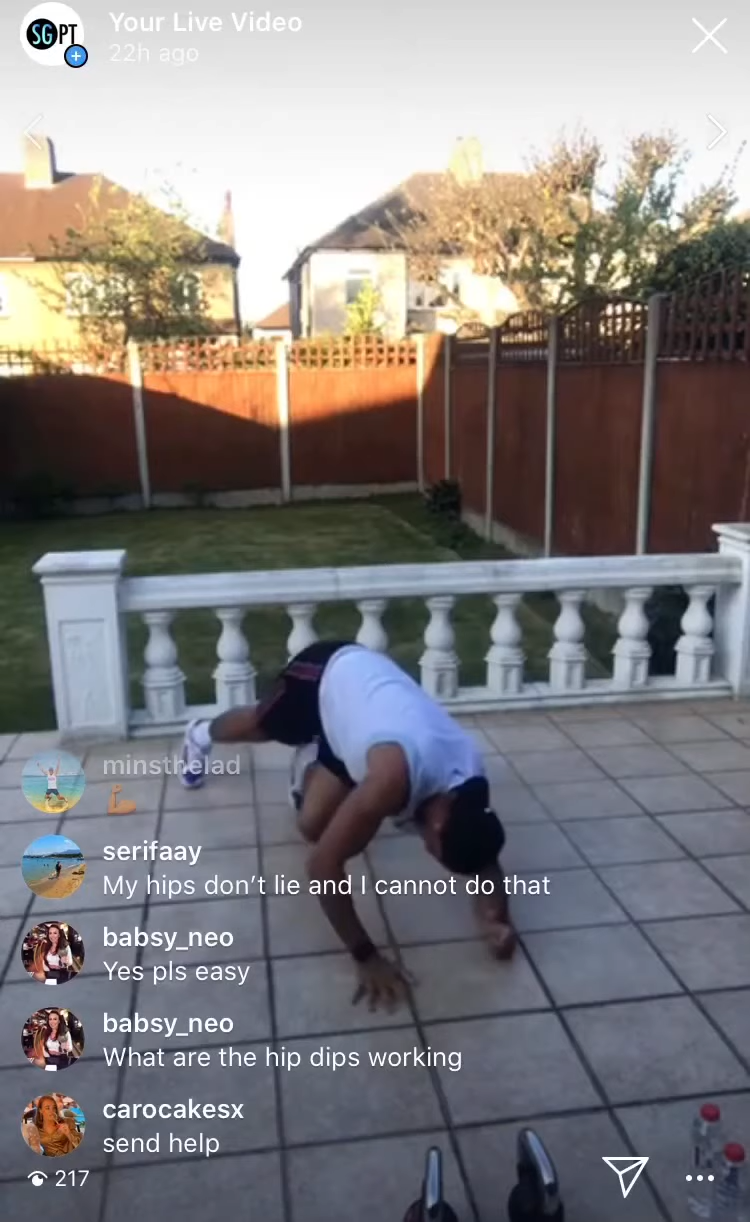 SGPT
Your Live Video
22h ago
minsthelad
serifaay
My hips don’t lie and I cannot do that
babsy_neo
Yes pls easy
babsy_neo
What are the hip dips working
carocakesx
send help
217